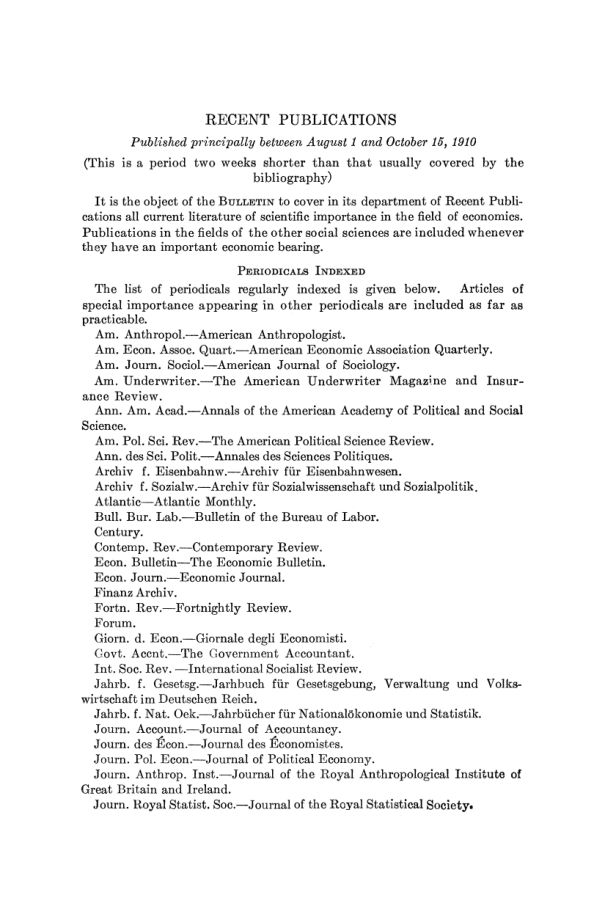 RECENT PUBLICATIONS
Published principally between August 1 and October 15, 1910
(This is a period two weeks shorter than that usually covered by the
bibliography)
It is the object of the BULLETIN to cover in its department of Recent Publi-
cations all current literature of scientific importance in the field of economics.
Publications in the fields of the other social sciences are included whenever
they have an important economic bearing.
PERIODICALS INDEXED
The list of periodicals regularly indexed is given below. Articles of
special importance appearing in other periodicals are included as far as
practicable.
Am. Anthropol.—American Anthropologist.
Am. Econ. Assoc. Quart.—American Economic Association Quarterly.
Am. Journ. Sociol.—American Journal of Sociology.
Am. Underwriter.—The American Underwriter Magazine and Insur-
ance Review.
Ann. Am. Acad.—Annals of the American Academy of Political and Social
Science.
Am. Pol. Sci. Rev.—The American Political Science Review.
Ann. des Sci. Polit.—Annales des Sciences Politiques.
Archiv f. Eisenbahnw.—Archiv für Eisenbahnwesen.
Archiv f. Sozialw.—Archiv für Sozialwissenschaft und Sozialpolitik.
Atlantic—Atlantic Monthly.
Bull. Bur. Lab.—Bulletin of the Bureau of Labor.
Century.
Contemp. Rev.—Contemporary Review.
Econ. Bulletin—The Economic Bulletin.
Econ. Journ.—Economic Journal.
Finanz Archiv.
Fortn. Rev.—Fortnightly Review.
Forum.
Giorn. d. Econ.—Giornale degli Economisti.
Govt. Accnt.—The Government Accountant.
Int. Soc. Rev. —International Socialist Review.
Jahrb. f. Gesetsg.—Jarhbuch für Gesetsgebung, Verwaltung und Volks-
wirtschaft im Deutschen Reich.
Jahrb. f. Nat. Oek.—Jahrbücher für Nationalökonomie und Statistik.
Journ. Account.—Journal of Accountancy.
Journ. des Écon.—Journal des Économistes.
Journ. Pol. Econ.—Journal of Political Economy.
Journ. Anthrop. Inst.—Journal of the Royal Anthropological Institute of
Great Britain and Ireland.
Journ. Royal Statist. Soc.—Journal of the Royal Statistical Society.